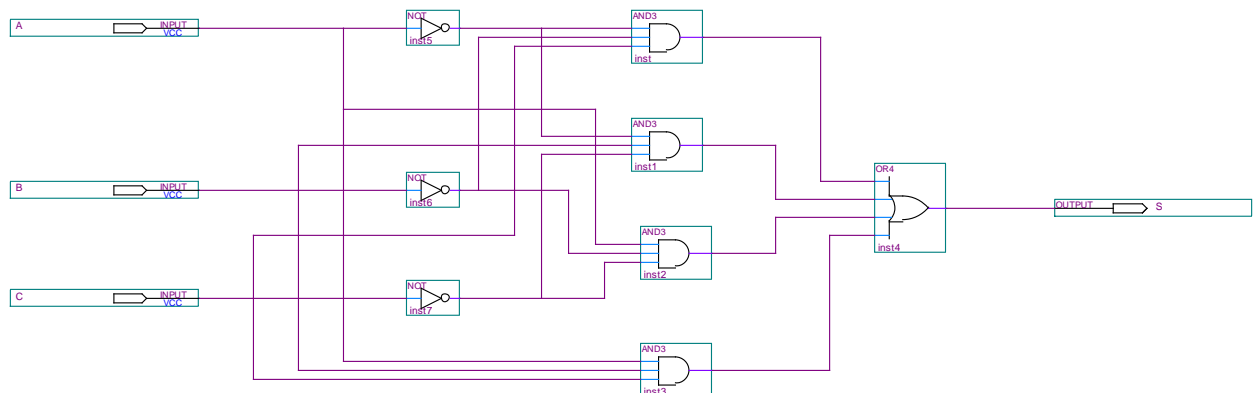 A
INPUT
VCC
NOT
inst5
AND3
inst
AND3
inst1
B
INPUT
VCC
NOT
inst6
OR4
inst4
OUTPUT
S
AND3
inst2
C
INPUT
VCC
NOT
inst7
AND3
inst3